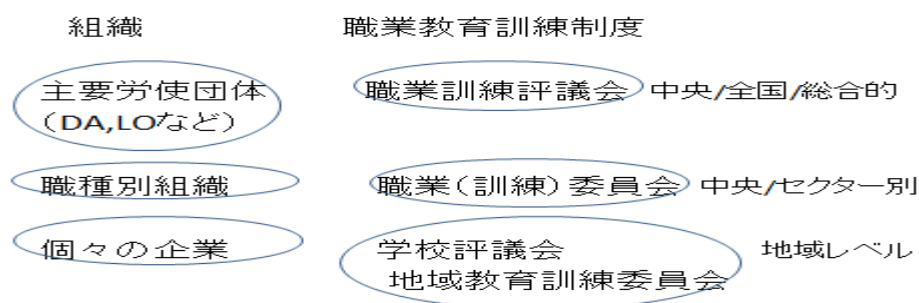 組織 職業教育訓練制度
主要労使団体 職業訓練評議会 中央/全国/総合的
(DA,LOなど)
職種別組織 職業(訓練)委員会 中央/セクター別
個々の企業 学校評議会 地域レベル
地域教育訓練委員会